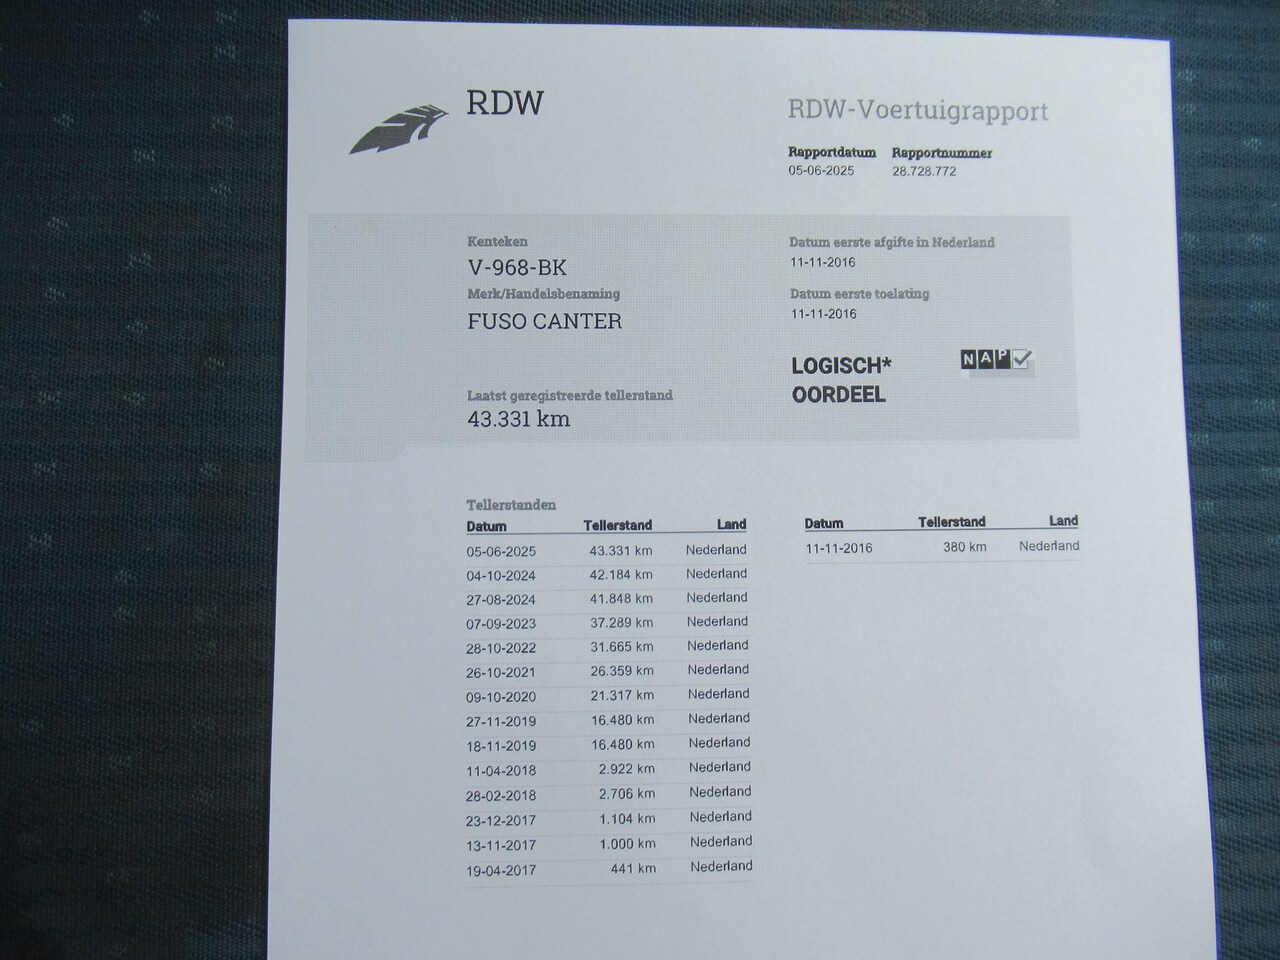 RDW
RDW-Voertuigrapport
Rapportdatum Rapportnummer
05-06-2025 28.728.772
Kenteken
V-968-BK
Merk/Handelsbenaming
FUSO CANTER
Laatst geregistreerde tellerstand
43.331 km
Datum eerste afgifte in Nederland
11-11-2016
Datum eerste toelating
11-11-2016
LOGISCH*
OORDEEL
NAP
Tellerstanden
Datum Tellerstand Land
05-06-2025 43.331 km Nederland
04-10-2024 42.184 km Nederland
27-08-2024 41.848 km Nederland
07-09-2023 37.289 km Nederland
28-10-2022 31.665 km Nederland
26-10-2021 26.359 km Nederland
09-10-2020 21.317 km Nederland
27-11-2019 16.480 km Nederland
18-11-2019 16.480 km Nederland
11-04-2018 2.922 km Nederland
28-02-2018 2.706 km Nederland
23-12-2017 1.104 km Nederland
13-11-2017 1.000 km Nederland
19-04-2017 441 km Nederland
Datum Tellerstand Land
11-11-2016 380 km Nederland